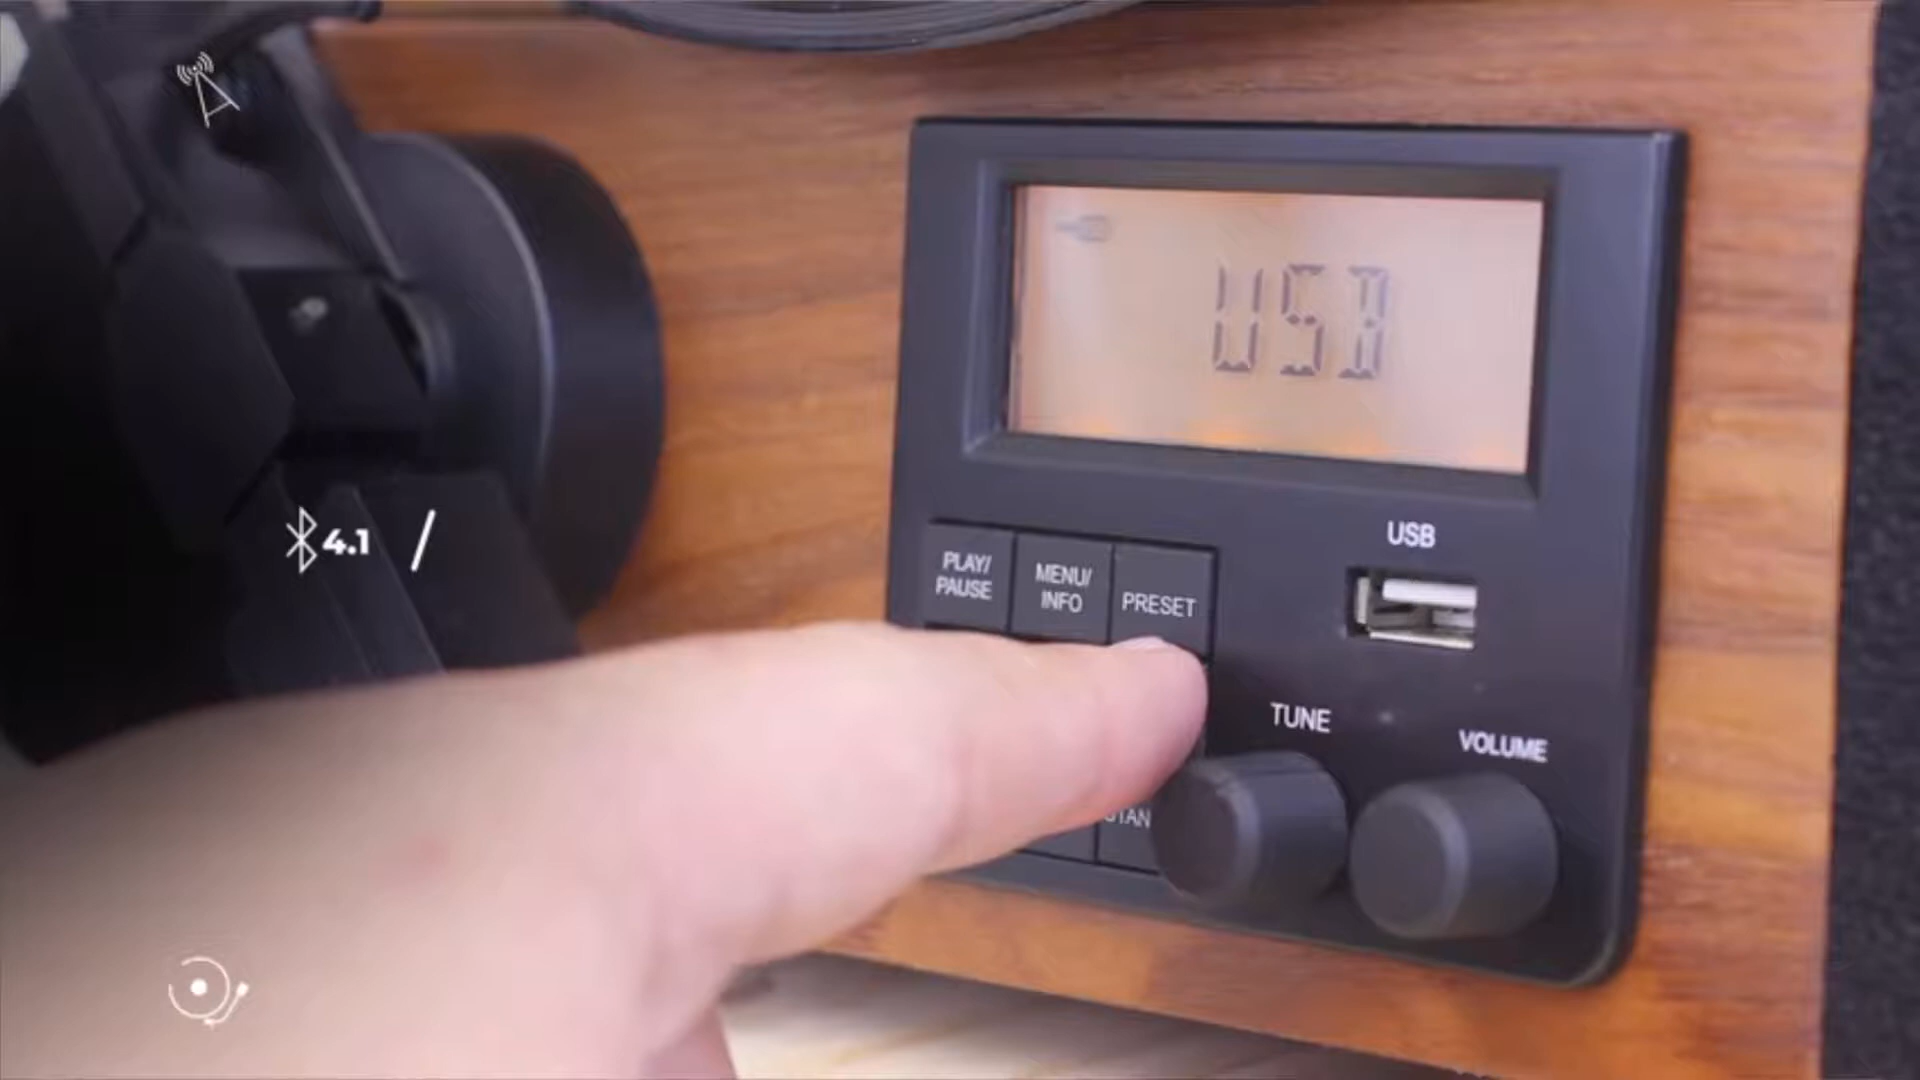 USB
USB
PLAY/
PAUSE
MENU/
INFO
PRESET
4.1 /
TUNE
VOLUME